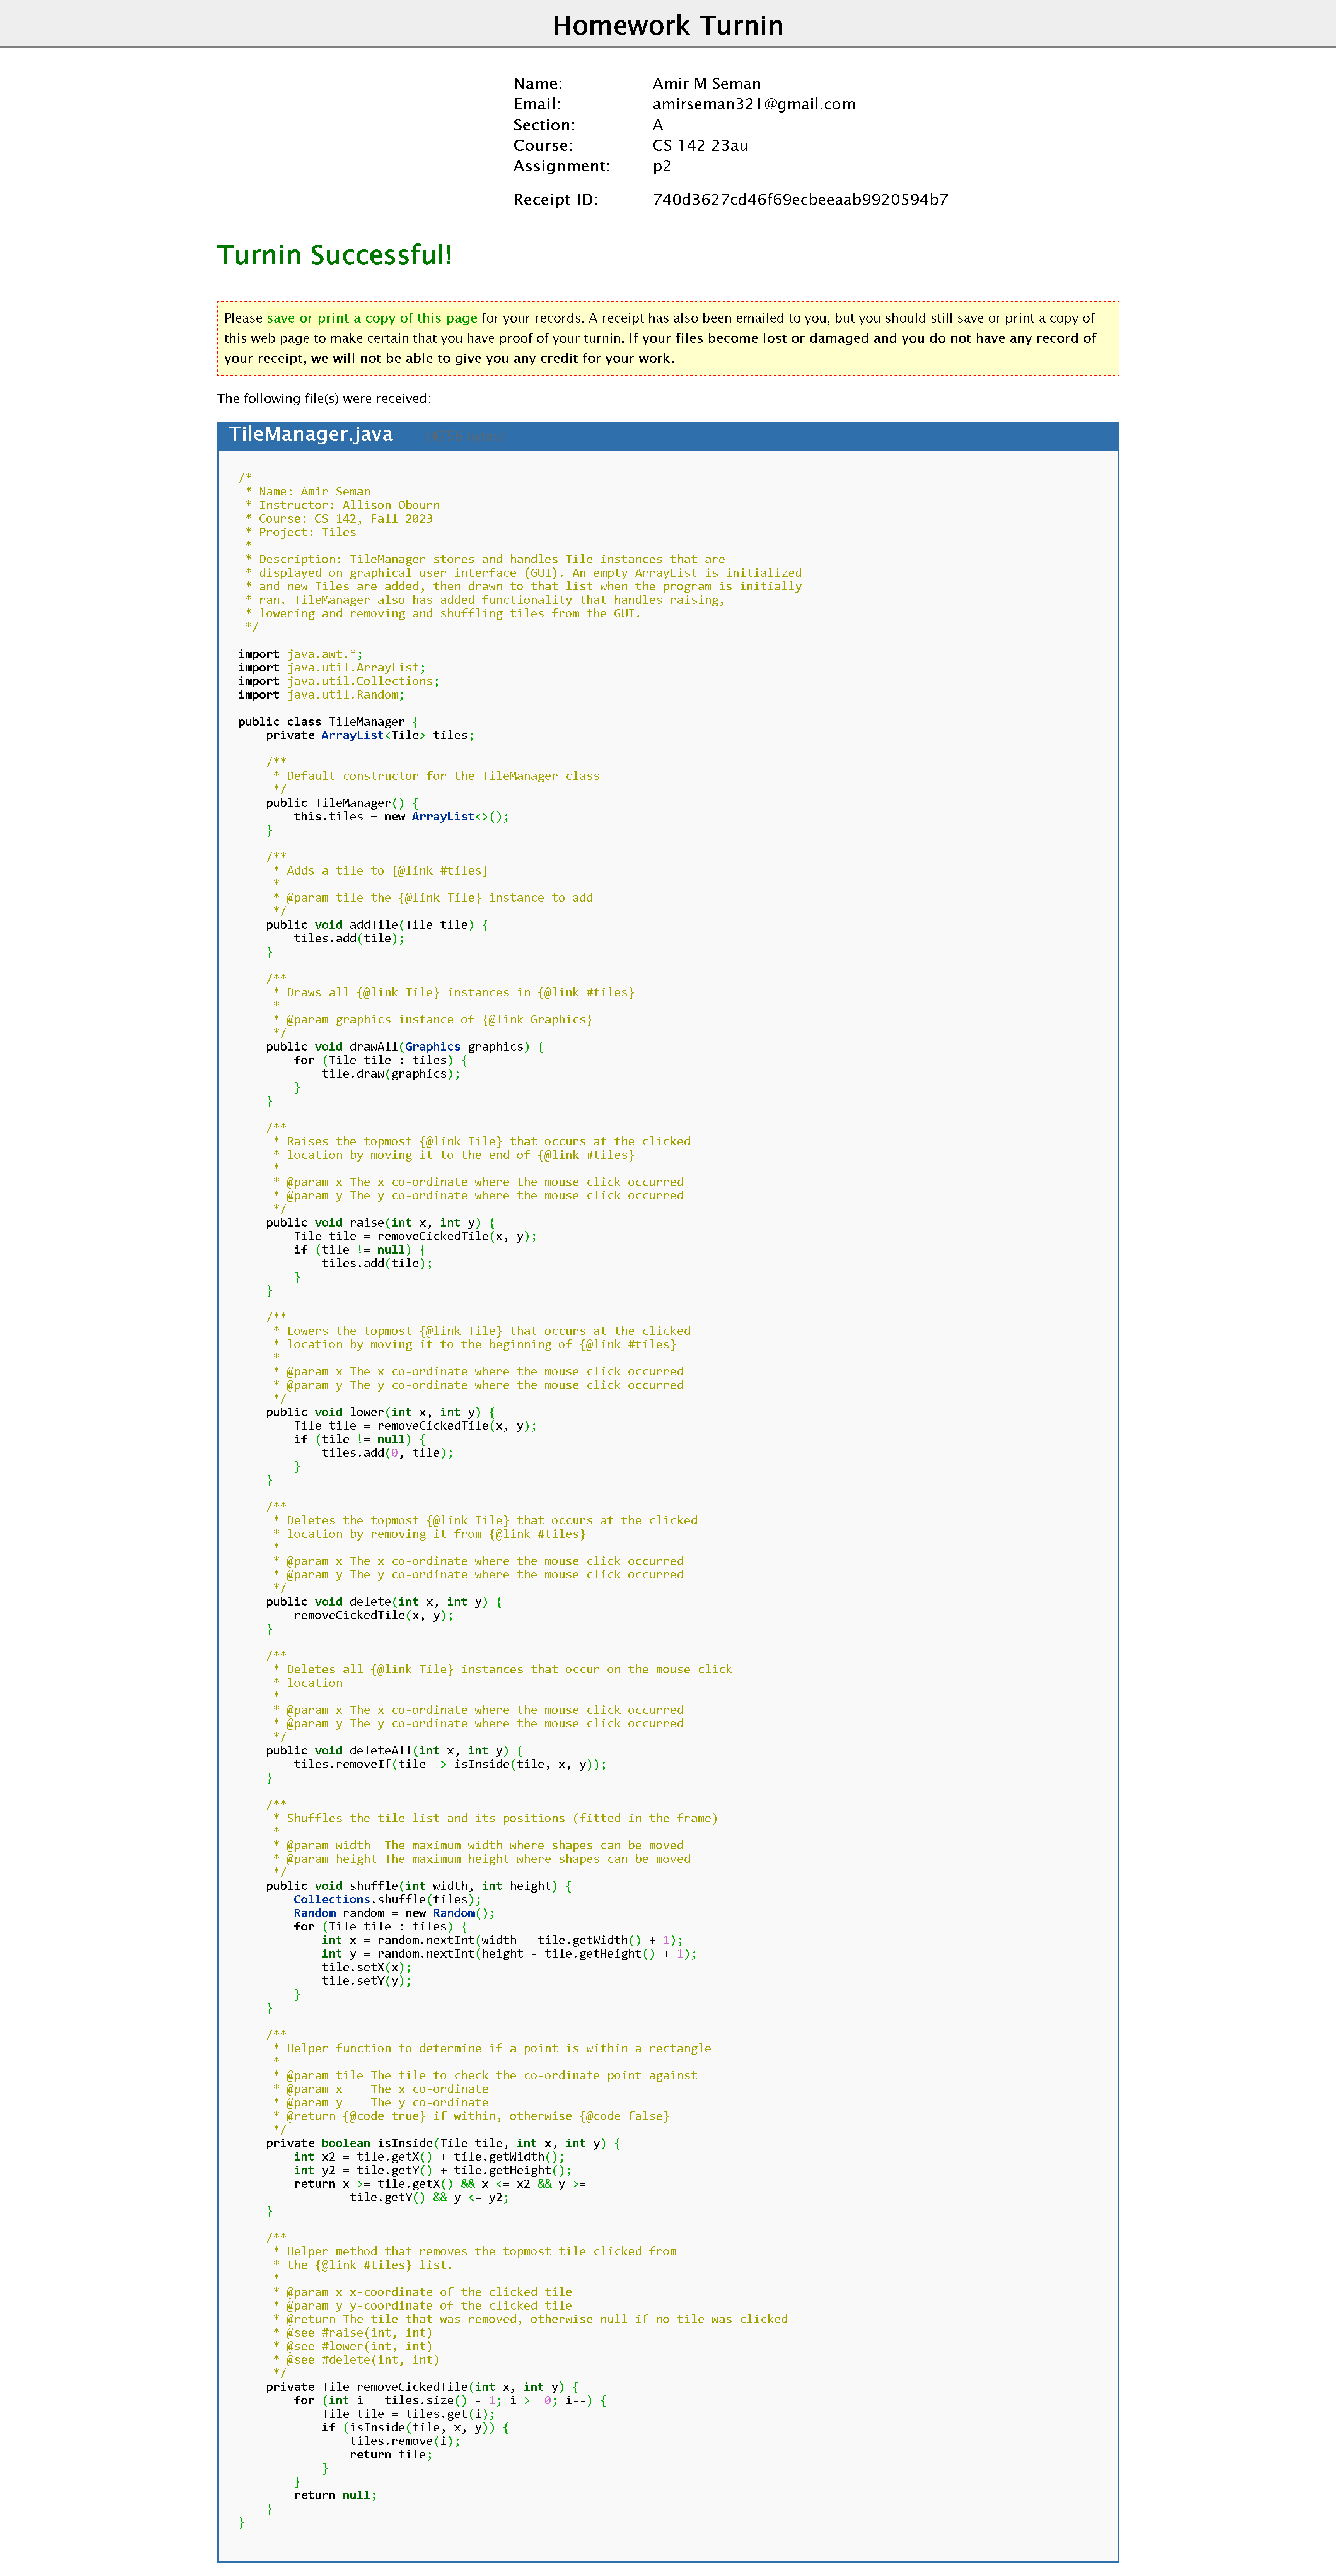 Homework Turnin
Name: Amir M Seman
Email: amirseman321@gmail.com
Section: A
Course: CS 142 23au
Assignment: p2
Receipt ID: 740d3627cd46f69ecbeeaab9920594b7
Turnin Successful!
Please save or print a copy of this page for your records. A receipt has also been emailed to you, but you should still save or print a copy of
this web page to make certain that you have proof of your turnin. If your files become lost or damaged and you do not have any record of
your receipt, we will not be able to give you any credit for your work.
The following file(s) were received:
TileManager.java
/*
 * Name: Amir Seman
 * Instructor: Allison Obourn
 * Course: CS 142, Fall 2023
 * Project: Tiles
 *
 * Description: TileManager stores and handles Tile instances that are
 * displayed on graphical user interface (GUI). An empty ArrayList is initialized
 * and new Tiles are added, then drawn to that list when the program is initially
 * ran. TileManager also has added functionality that handles raising,
 * lowering and removing and shuffling tiles from the GUI.
 */
import java.awt.*;
import java.util.ArrayList;
import java.util.Collections;
import java.util.Random;
public class TileManager {
    private ArrayList<Tile> tiles;
    /**
     * Default constructor for the TileManager class
     */
    public TileManager() {
        this.tiles = new ArrayList<>();
    }
    /**
     * Adds a tile to {@link #tiles}
     *
     * @param tile the {@link Tile} instance to add
     */
    public void addTile(Tile tile) {
        tiles.add(tile);
    }
    /**
     * Draws all {@link Tile} instances in {@link #tiles}
     *
     * @param graphics instance of {@link Graphics}
     */
    public void drawAll(Graphics graphics) {
        for (Tile tile : tiles) {
            tile.draw(graphics);
        }
    }
    /**
     * Raises the topmost {@link Tile} that occurs at the clicked
     * location by moving it to the end of {@link #tiles}
     *
     * @param x The x co-ordinate where the mouse click occurred
     * @param y The y co-ordinate where the mouse click occurred
     */
    public void raise(int x, int y) {
        Tile tile = removeCickedTile(x, y);
        if (tile != null) {
            tiles.add(tile);
        }
    }
    /**
     * Lowers the topmost {@link Tile} that occurs at the clicked
     * location by moving it to the beginning of {@link #tiles}
     *
     * @param x The x co-ordinate where the mouse click occurred
     * @param y The y co-ordinate where the mouse click occurred
     */
    public void lower(int x, int y) {
        Tile tile = removeCickedTile(x, y);
        if (tile != null) {
            tiles.add(0, tile);
        }
    }
    /**
     * Deletes the topmost {@link Tile} that occurs at the clicked
     * location by removing it from {@link #tiles}
     *
     * @param x The x co-ordinate where the mouse click occurred
     * @param y The y co-ordinate where the mouse click occurred
     */
    public void delete(int x, int y) {
        removeCickedTile(x, y);
    }
    /**
     * Deletes all {@link Tile} instances that occur on the mouse click
     * location
     *
     * @param x The x co-ordinate where the mouse click occurred
     * @param y The y co-ordinate where the mouse click occurred
     */
    public void deleteAll(int x, int y) {
        tiles.removeIf(tile -> isInside(tile, x, y));
    }
    /**
     * Shuffles the tile list and its positions (fitted in the frame)
     *
     * @param width  The maximum width where shapes can be moved
     * @param height The maximum height where shapes can be moved
     */
    public void shuffle(int width, int height) {
        Collections.shuffle(tiles);
        Random random = new Random();
        for (Tile tile : tiles) {
            int x = random.nextInt(width - tile.getWidth() + 1);
            int y = random.nextInt(height - tile.getHeight() + 1);
            tile.setX(x);
            tile.setY(y);
        }
    }
    /**
     * Helper function to determine if a point is within a rectangle
     *
     * @param tile The tile to check the co-ordinate point against
     * @param x    The x co-ordinate
     * @param y    The y co-ordinate
     * @return {@code true} if within, otherwise {@code false}
     */
    private boolean isInside(Tile tile, int x, int y) {
        int x2 = tile.getX() + tile.getWidth();
        int y2 = tile.getY() + tile.getHeight();
        return x >= tile.getX() && x <= x2 && y >=
                tile.getY() && y <= y2;
    }
    /**
     * Helper method that removes the topmost tile clicked from
     * the {@link #tiles} list.
     *
     * @param x x-coordinate of the clicked tile
     * @param y y-coordinate of the clicked tile
     * @return The tile that was removed, otherwise null if no tile was clicked
     * @see #raise(int, int)
     * @see #lower(int, int)
     * @see #delete(int, int)
     */
    private Tile removeCickedTile(int x, int y) {
        for (int i = tiles.size() - 1; i >= 0; i--) {
            Tile tile = tiles.get(i);
            if (isInside(tile, x, y)) {
                tiles.remove(i);
                return tile;
            }
        }
        return null;
    }
}